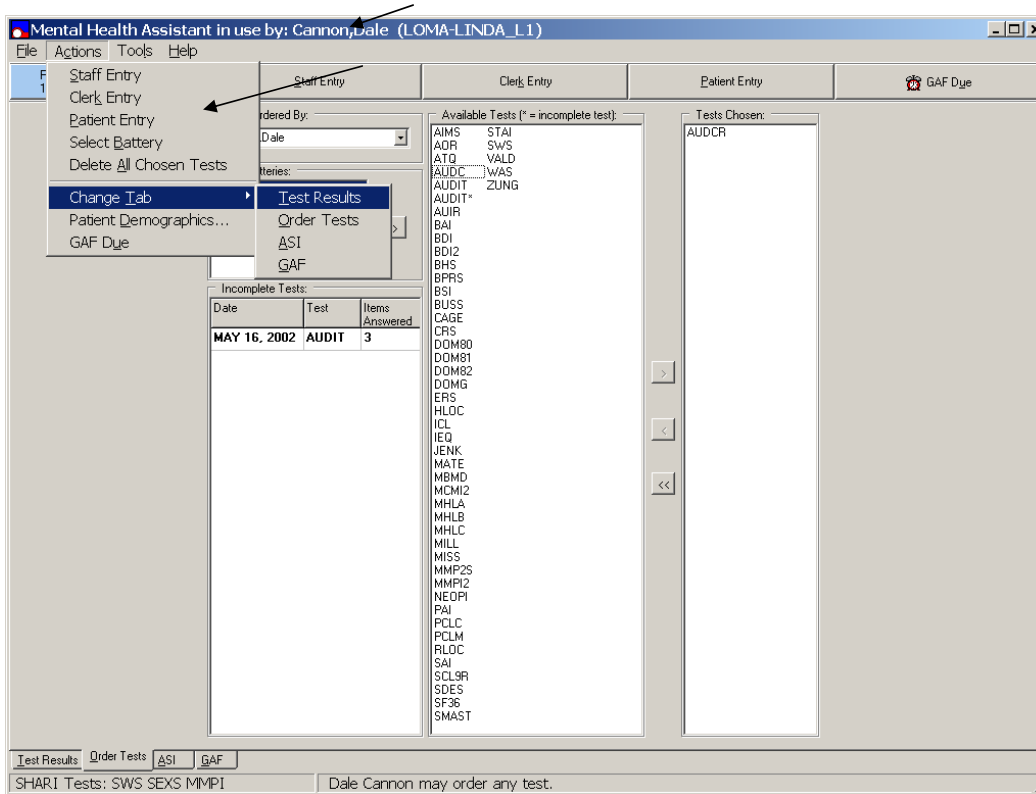 Mental Health Assistant in use by: Cannon,Dale (LOMA-LINDA_L1)
File Actions Tools Help
Staff Entry
Clerk Entry
Patient Entry
GAF Due
Staff Entry
Clerk Entry
Patient Entry
Select Battery
Delete All Chosen Tests
Change Tab
Patient Demographics...
GAF Due
Test Results
Order Tests
ASI
GAF
rdered By:
Dale
tteries:
>
Incomplete Tests:
Date Test Items Answered
MAY 16, 2002 AUDIT 3
Available Tests (* = incomplete test):
AIMS
AOR
ATQ
AUDC
AUDIT
AUDIT*
AUIR
BAI
BDI
BDI2
BHS
BPRS
BSI
BUSS
CAGE
CRS
DOM80
DOM81
DOM82
DOMG
ERS
HLOC
ICL
IEQ
JENK
MATE
MBMD
MCMI2
MHLA
MHLB
MHLC
MILL
MISS
MMP2S
MMPI2
NEOPI
PAI
PCLC
PCLM
RLOC
SAI
SCL9R
SDES
SF36
SMAST
STAI
SWS
VALD
WAS
ZUNG
>
<
<<
Tests Chosen:
AUDCR
Test Results Order Tests ASI GAF
SHARI Tests: SWS SEXS MMPI
Dale Cannon may order any test.